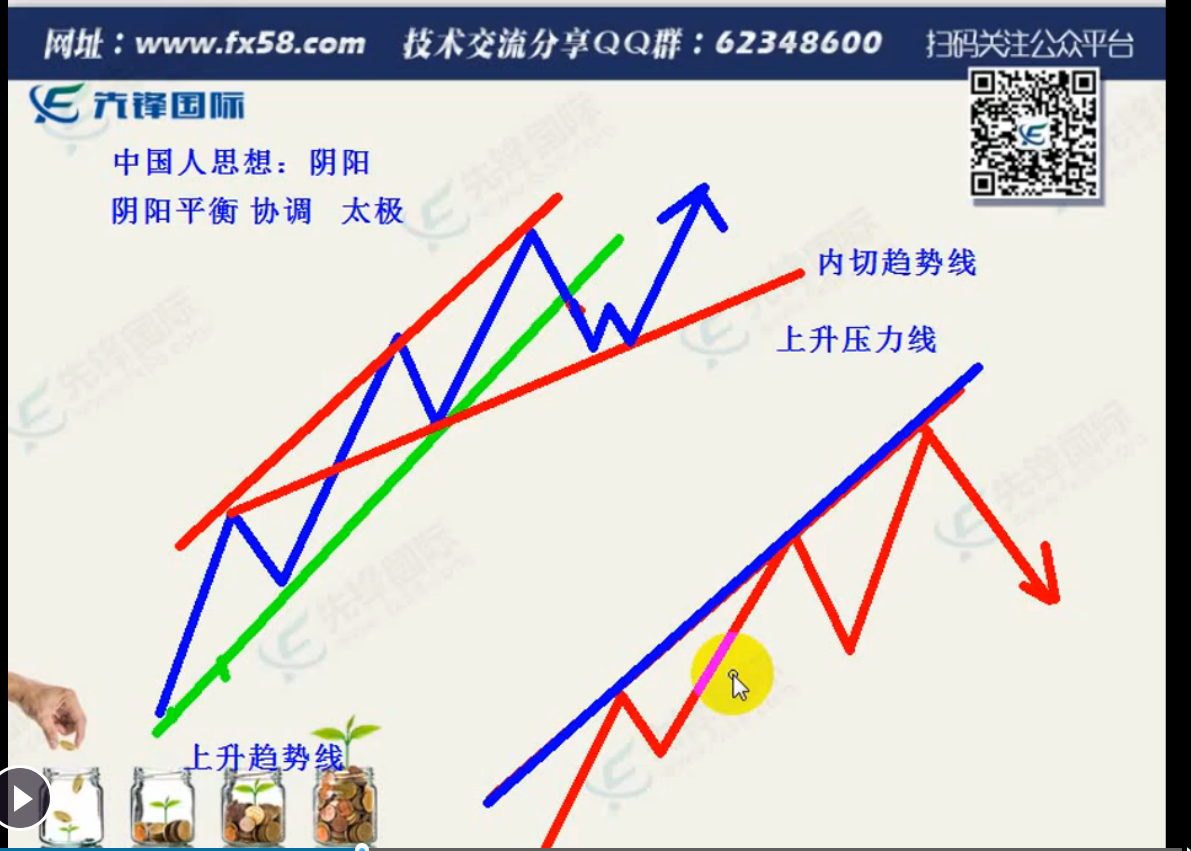 网址：www.fx58.com 技术交流分享QQ群：62348600 扫码关注公众平台
先锋国际
中国人思想：阴阳
阴阳平衡 协调 太极
内切趋势线
上升压力线
上升趋势线